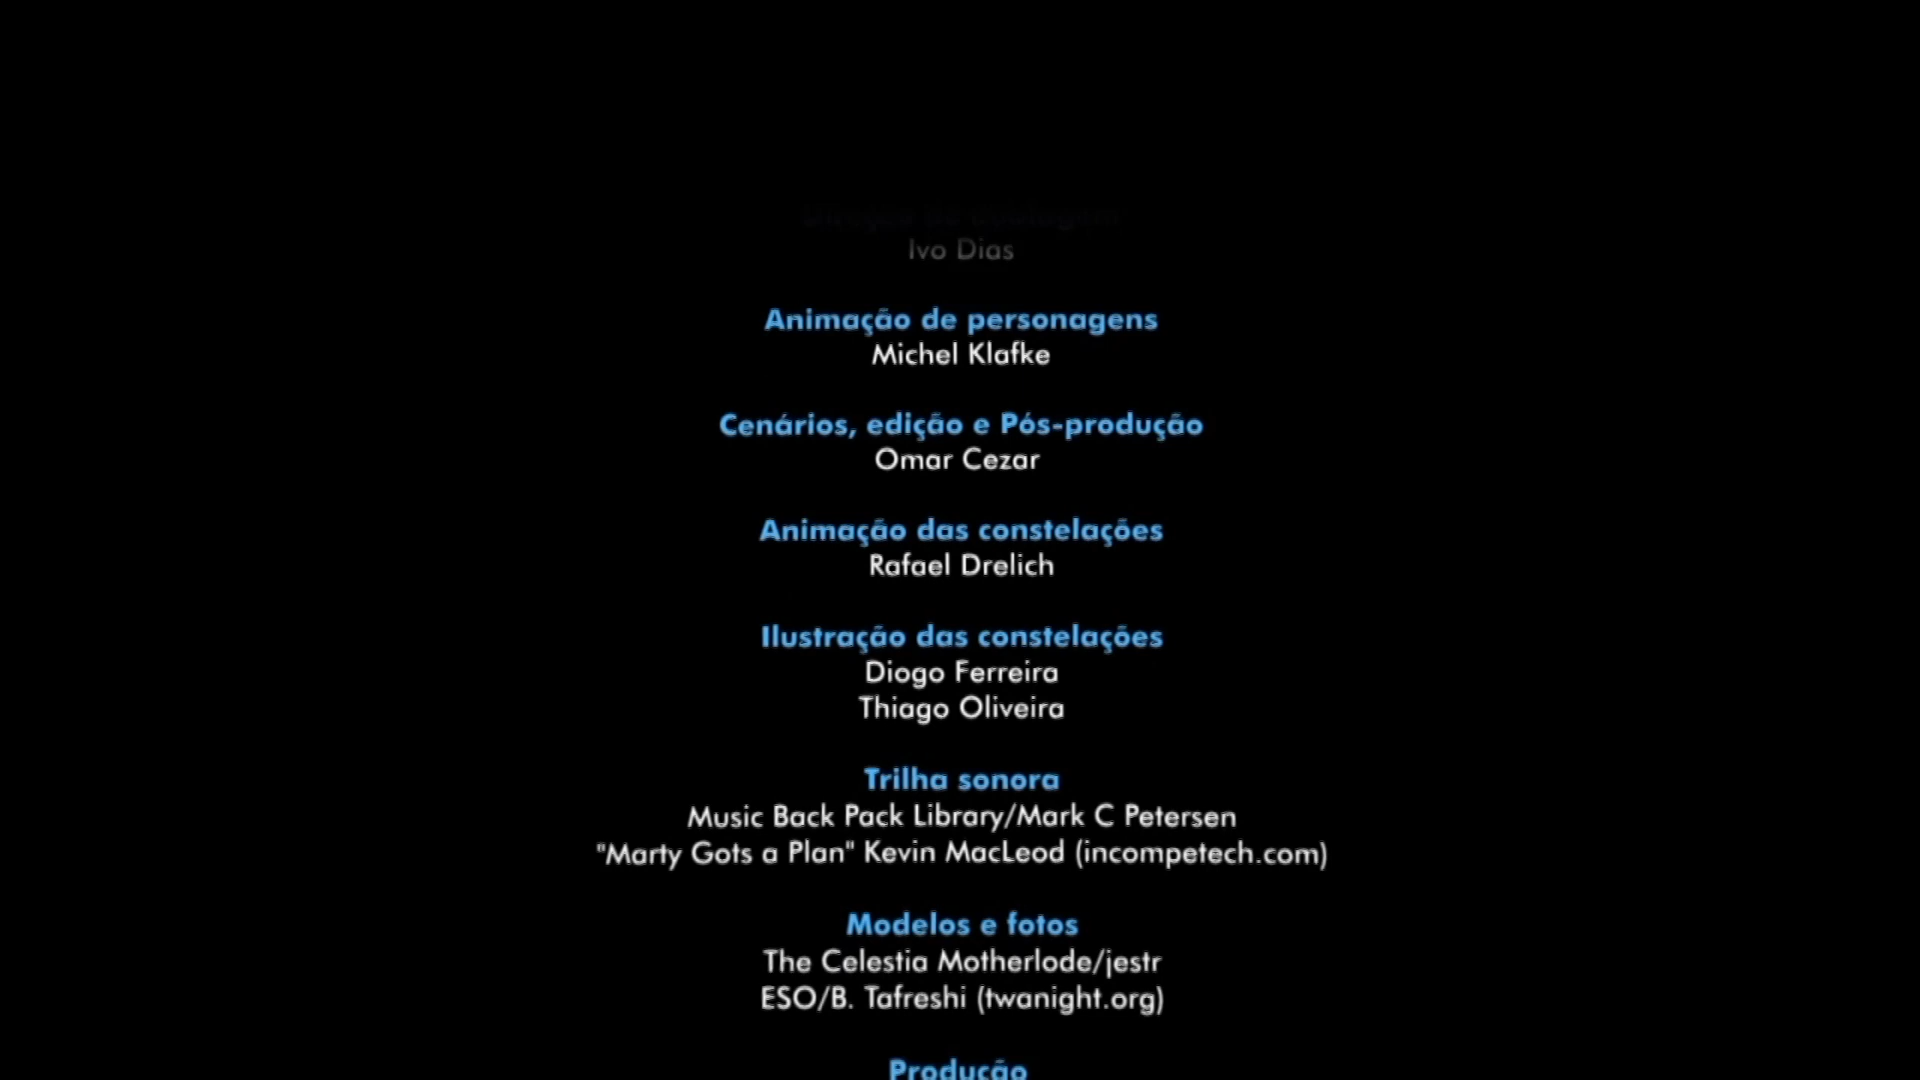 Ivo Dias
Animação de personagens
Michel Klafke
Cenários, edição e Pós-produção
Omar Cezar
Animação das constelações
Rafael Drelich
Ilustração das constelações
Diogo Ferreira
Thiago Oliveira
Trilha sonora
Music Back Pack Library/Mark C Petersen
"Marty Gots a Plan" Kevin MacLeod (incompetech.com)
Modelos e fotos
The Celestia Motherlode/jestr
ESO/B. Tafreshi (twanight.org)
Produção